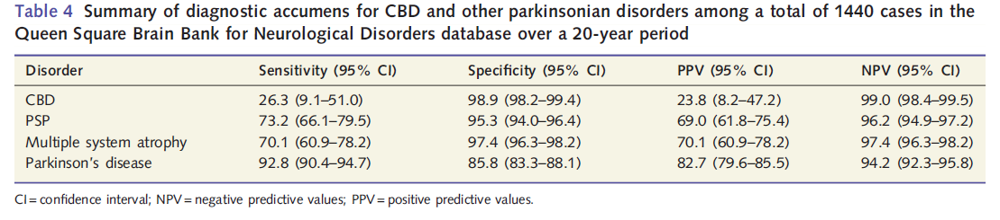 Table 4 Summary of diagnostic accumens for CBD and other parkinsonian disorders among a total of 1440 cases in the
Queen Square Brain Bank for Neurological Disorders database over a 20-year period
Disorder Sensitivity (95% CI) Specificity (95% CI) PPV (95% CI) NPV (95% CI)
CBD 26.3 (9.1–51.0) 98.9 (98.2–99.4) 23.8 (8.2–47.2) 99.0 (98.4–99.5)
PSP 73.2 (66.1–79.5) 95.3 (94.0–96.4) 69.0 (61.8–75.4) 96.2 (94.9–97.2)
Multiple system atrophy 70.1 (60.9–78.2) 97.4 (96.3–98.2) 70.1 (60.9–78.2) 97.4 (96.3–98.2)
Parkinson's disease 92.8 (90.4–94.7) 85.8 (83.3–88.1) 82.7 (79.6–85.5) 94.2 (92.3–95.8)
CI = confidence interval; NPV = negative predictive values; PPV = positive predictive values.